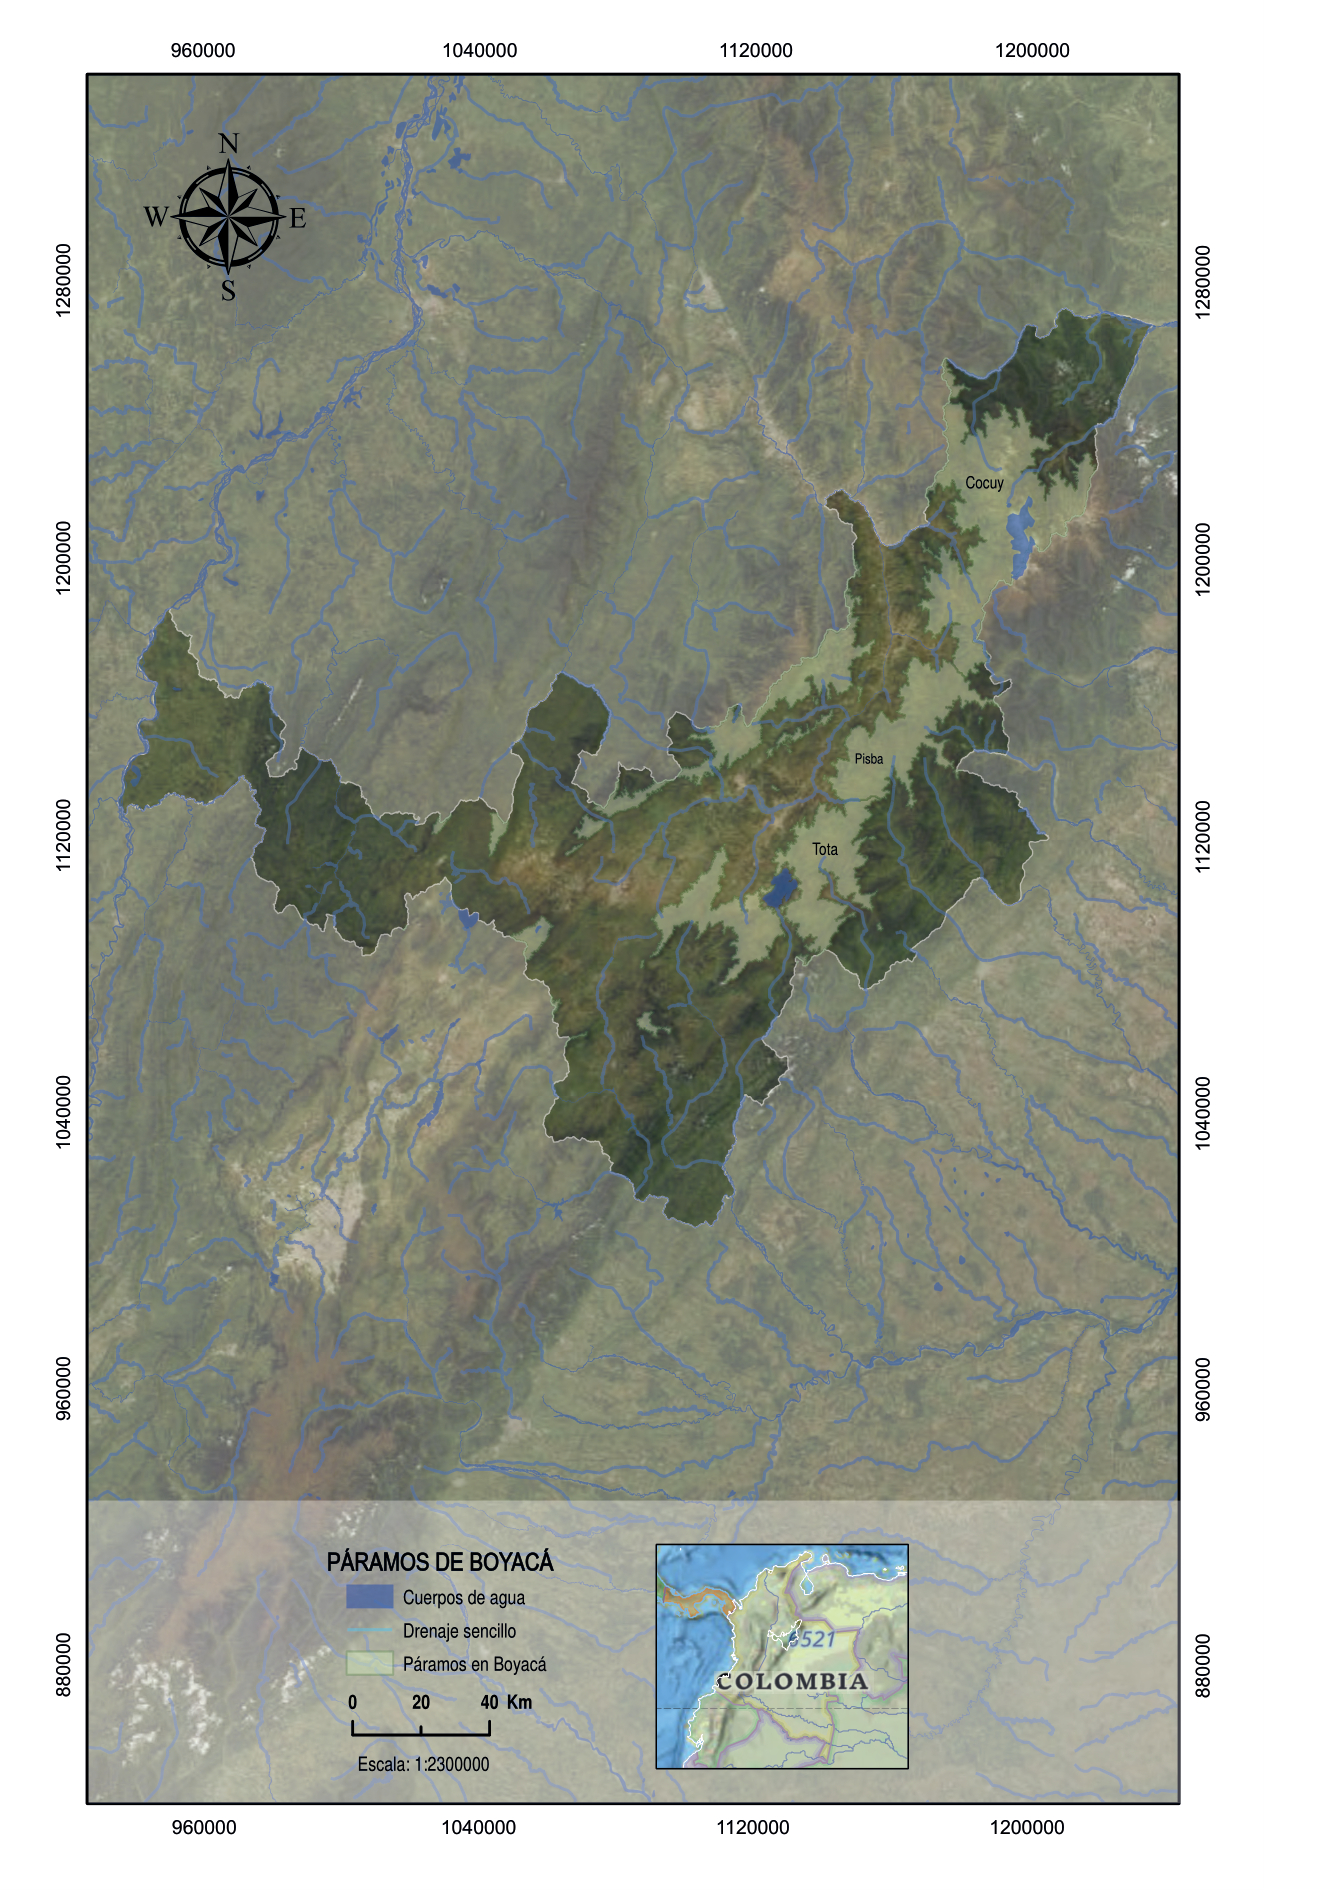 960000 1040000 1120000 1200000
N
W E
S
1280000 1280000
Cocuy
1200000 1200000
Pisba
1120000 1120000
Tota
1040000 1040000
960000 960000
PÁRAMOS DE BOYACÁ
Cuerpos de agua
Drenaje sencillo
Páramos en Boyacá
0 20 40 Km
Escala: 1:2300000
6521
COLOMBIA
880000 880000
960000 1040000 1120000 1200000